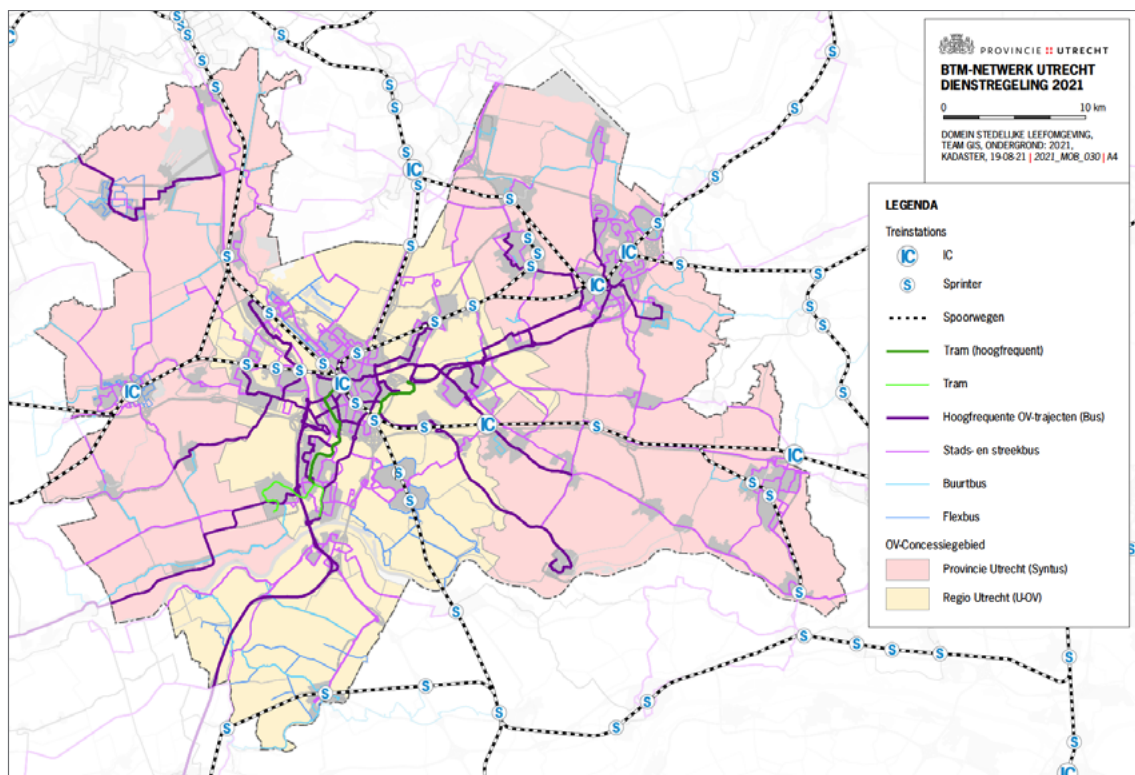 PROVINCIE :: UTRECHT
BTM-NETWERK UTRECHT
DIENSTREGELING 2021
0 10 km
DOMEIN STEDELIJKE LEEFOMGEVING,
TEAM GIS, ONDERGROND: 2021,
KADASTER, 19-08-21 | 2021_MOB_030 | A4
LEGENDA
Treinstations
IC IC
S Sprinter
Spoorwegen
Tram (hoogfrequent)
Tram
Hoogfrequente OV-trajecten (Bus)
Stads- en streekbus
Buurtbus
Flexbus
OV-Concessiegebied
Provincie Utrecht (Syntus)
Regio Utrecht (U-OV)